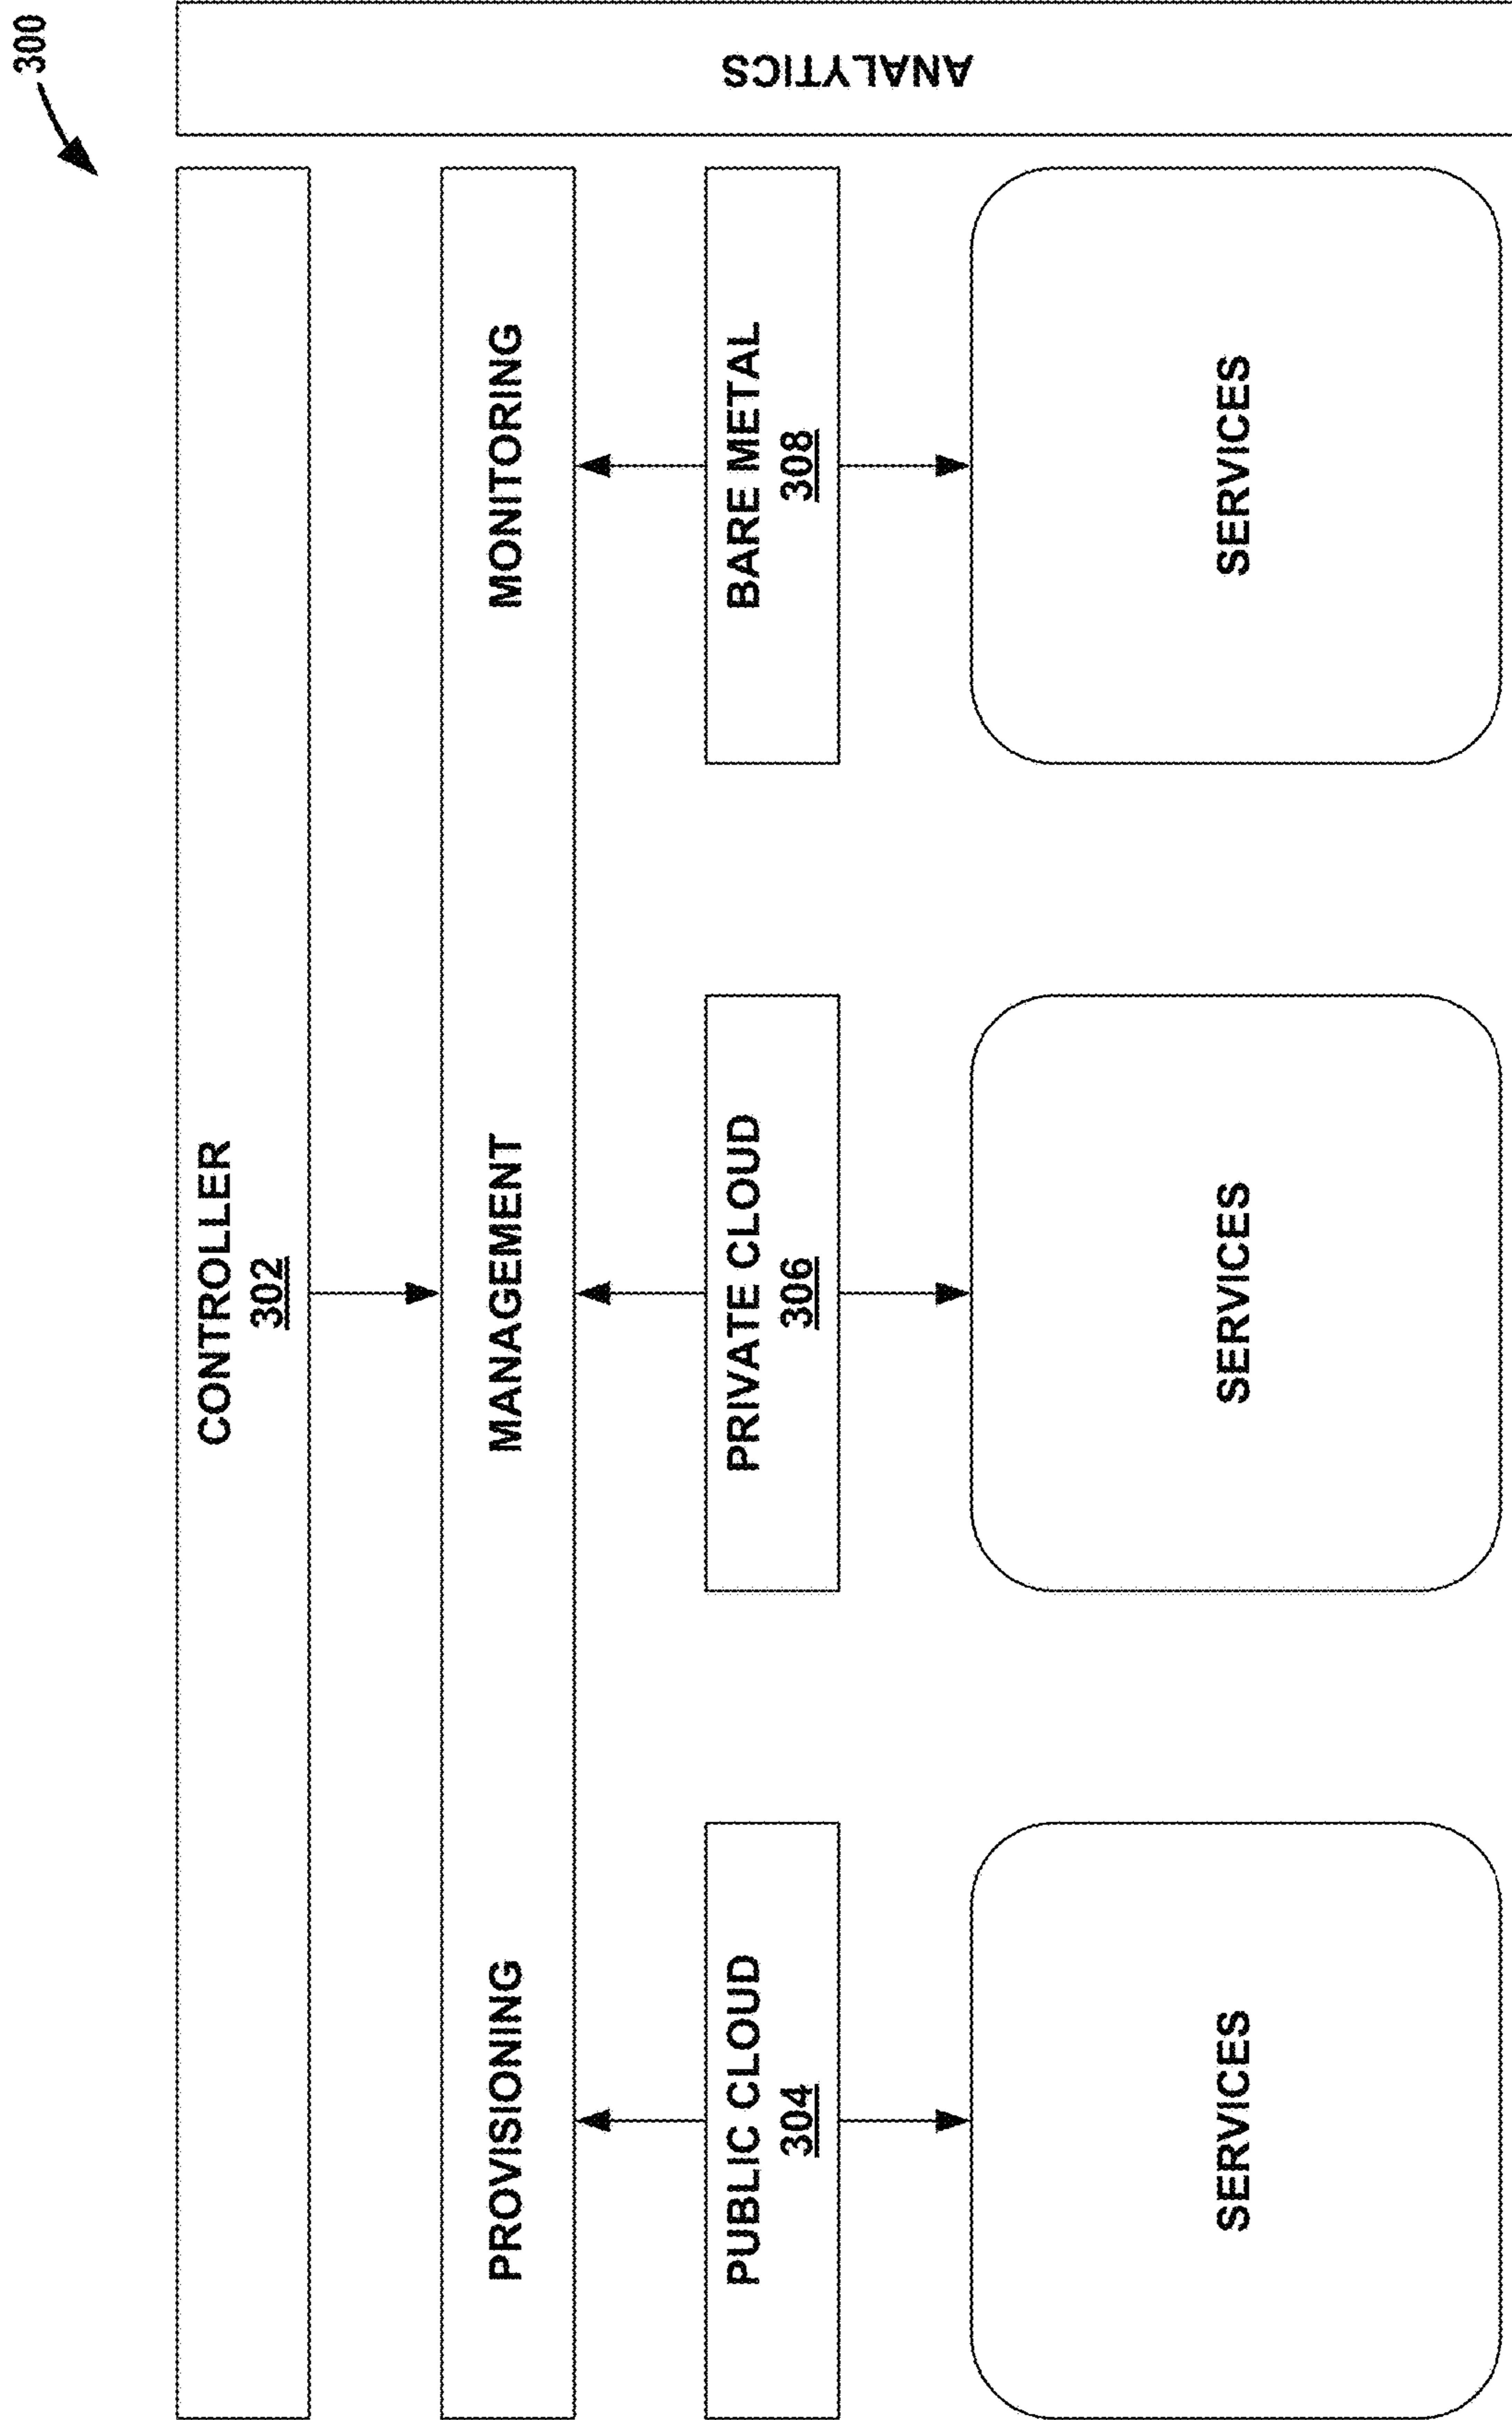 300
CONTROLLER
302
PROVISIONING
MANAGEMENT
MONITORING
PUBLIC CLOUD
304
PRIVATE CLOUD
306
BARE METAL
308
SERVICES
SERVICES
SERVICES
ANALYTICS